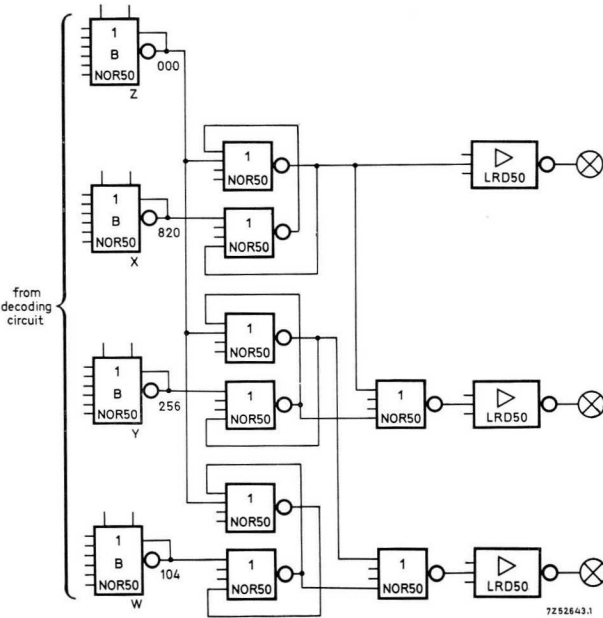 1
B
NOR50
000
Z
1
NOR50
LRD50
1
B
NOR50
820
X
1
NOR50
from
decoding
circuit
1
NOR50
1
B
NOR50
256
Y
1
NOR50
1
NOR50
LRD50
1
NOR50
1
B
NOR50
104
W
1
NOR50
1
NOR50
LRD50
7Z52643.1